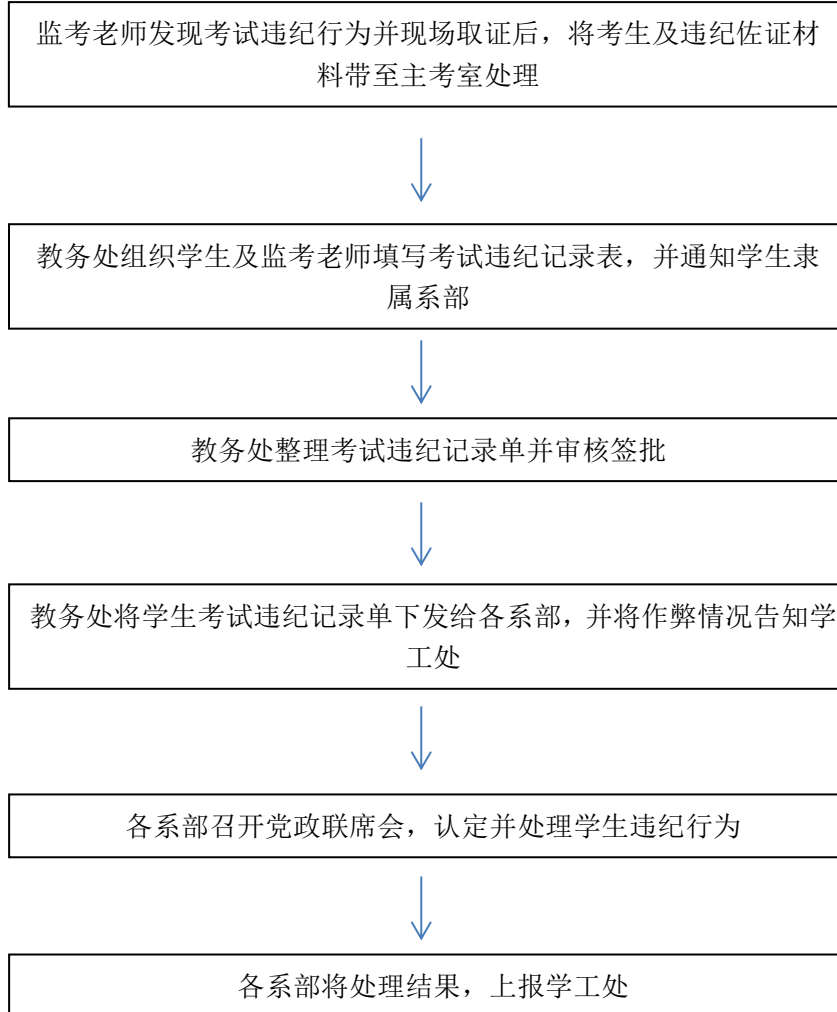 监考老师发现考试违纪行为并现场取证后，将考生及违纪佐证材
料带至主考室处理
教务处组织学生及监考老师填写考试违纪记录表，并通知学生隶
属系部
教务处整理考试违纪记录单并审核签批
教务处将学生考试违纪记录单下发给各系部，并将作弊情况告知学
工处
各系部召开党政联席会，认定并处理学生违纪行为
各系部将处理结果，上报学工处